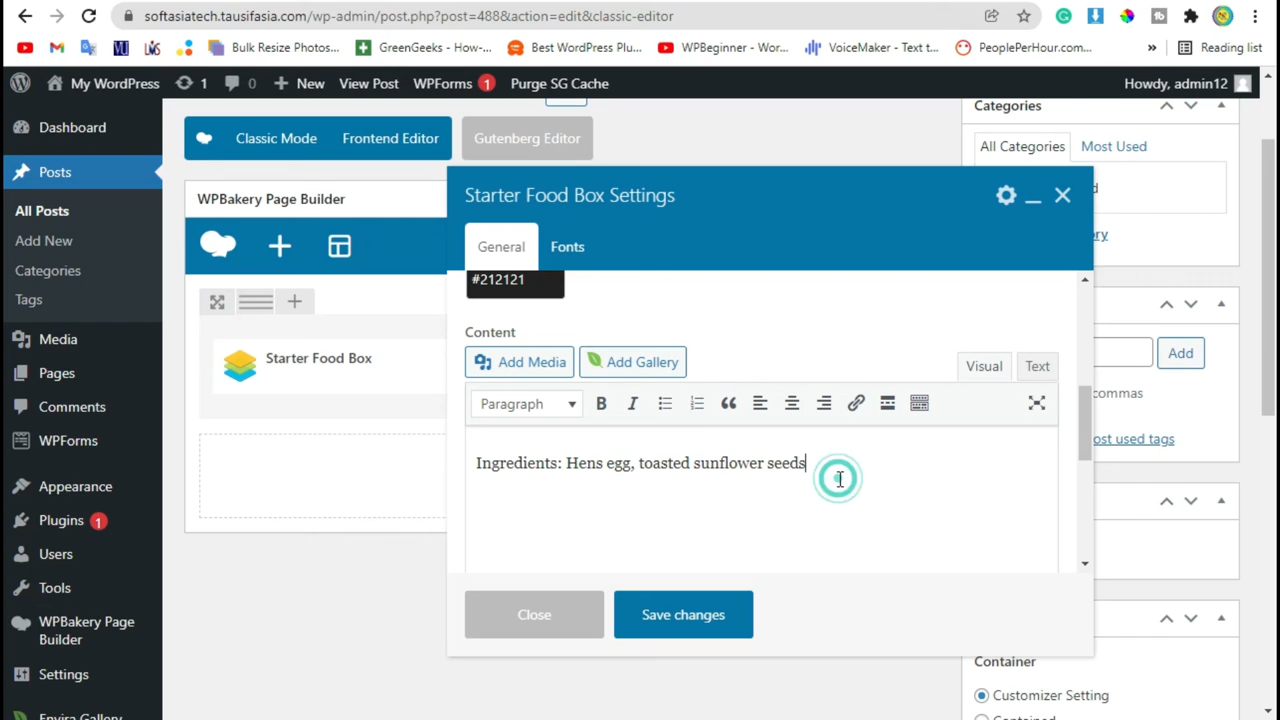 softasiatech.tausifasia.com/wp-admin/post.php?post=488&action=edit&classic-editor
Bulk Resize Photos...
GreenGeeks - How-...
Best WordPress Plu...
WPBeginner - Wor...
VoiceMaker - Text t...
PeoplePerHour.com...
»
Reading list
My WordPress
1
0
New
View Post
WPForms 1
Purge SG Cache
Howdy, admin12
Dashboard
Posts
All Posts
Add New
Categories
Tags
Media
Pages
Comments
WPForms
Appearance
Plugins 1
Users
Tools
WPBakery Page
Builder
Settings
Envira Gallery
Classic Mode
Frontend Editor
Gutenberg Editor
WPBakery Page Builder
Starter Food Box
Starter Food Box Settings
General
Fonts
#212121
Content
Add Media
Add Gallery
Visual
Text
Paragraph
Ingredients: Hens egg, toasted sunflower seeds
Close
Save changes
Categories
All Categories
Most Used
d
ry
Add
commas
ost used tags
Container
Customizer Setting
Contained